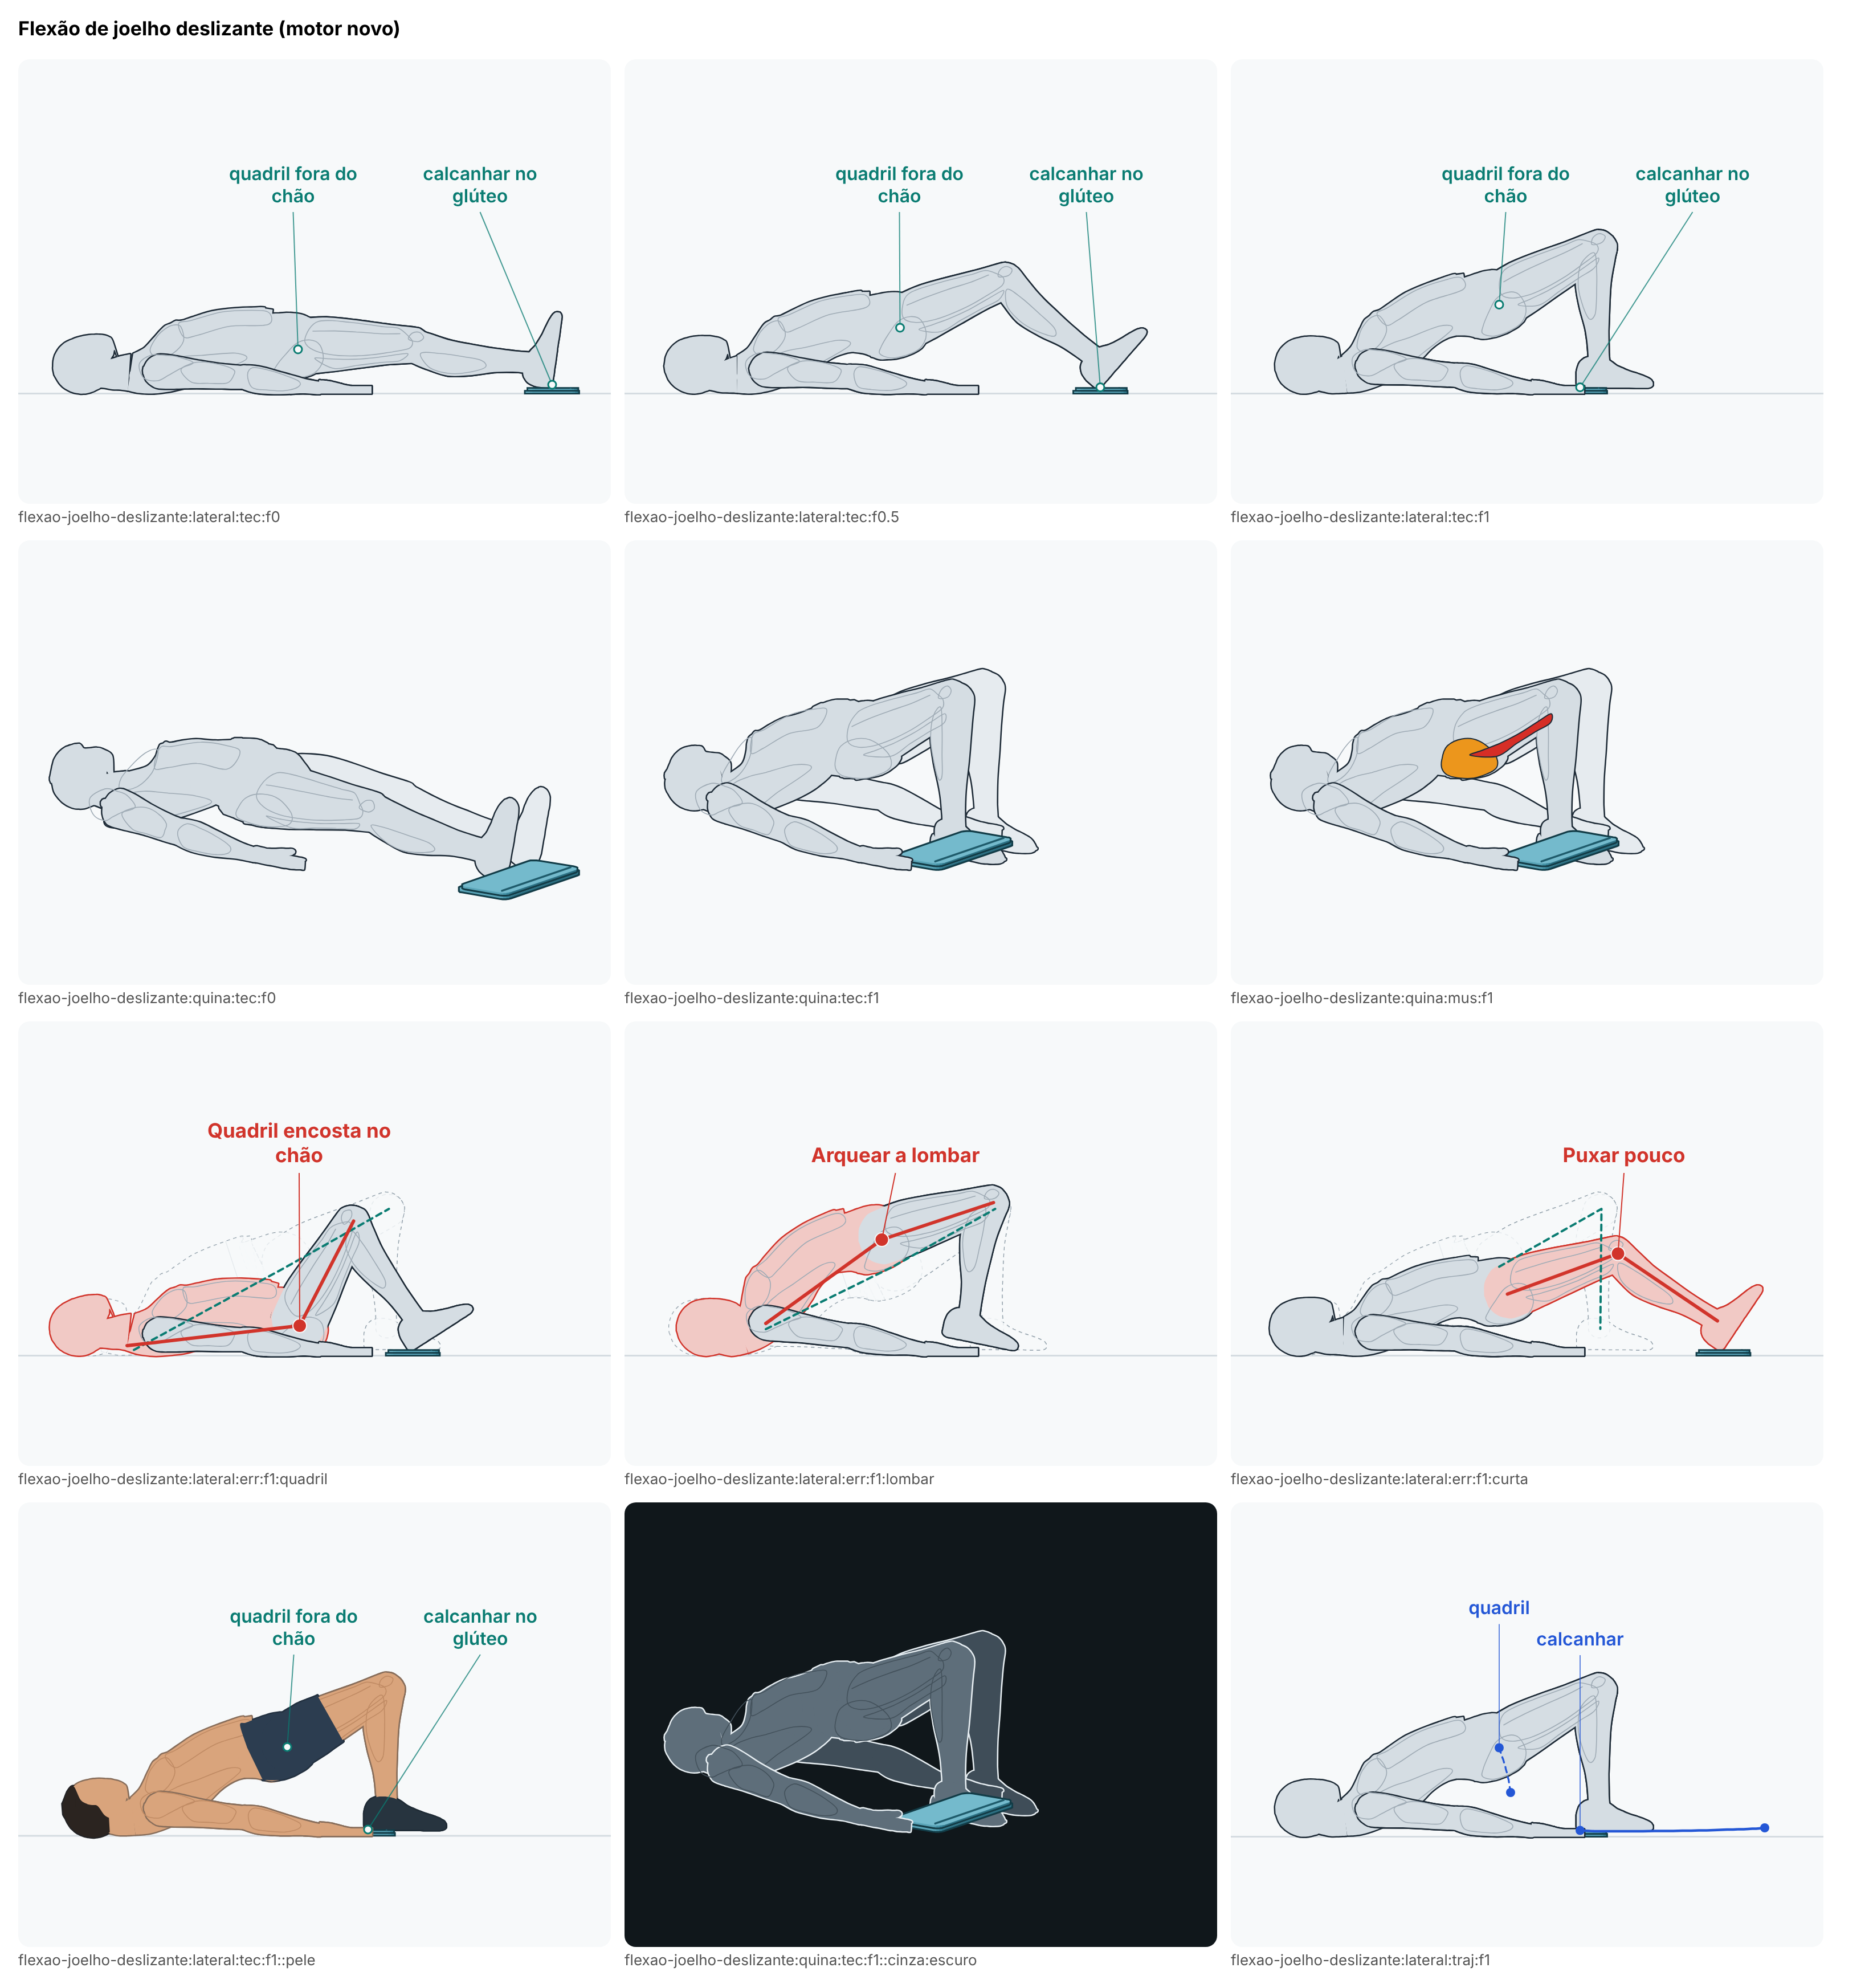 Flexão de joelho deslizante (motor novo)
quadril fora do
chão
calcanhar no
glúteo
quadril fora do
chão
calcanhar no
glúteo
quadril fora do
chão
calcanhar no
glúteo
flexao-joelho-deslizante:lateral:tec:f0
flexao-joelho-deslizante:lateral:tec:f0.5
flexao-joelho-deslizante:lateral:tec:f1
flexao-joelho-deslizante:quina:tec:f0
flexao-joelho-deslizante:quina:tec:f1
flexao-joelho-deslizante:quina:mus:f1
Quadril encosta no
chão
Arquear a lombar
Puxar pouco
flexao-joelho-deslizante:lateral:err:f1:quadril
flexao-joelho-deslizante:lateral:err:f1:lombar
flexao-joelho-deslizante:lateral:err:f1:curta
quadril fora do
chão
calcanhar no
glúteo
quadril
calcanhar
flexao-joelho-deslizante:lateral:tec:f1::pele
flexao-joelho-deslizante:quina:tec:f1::cinza:escuro
flexao-joelho-deslizante:lateral:traj:f1